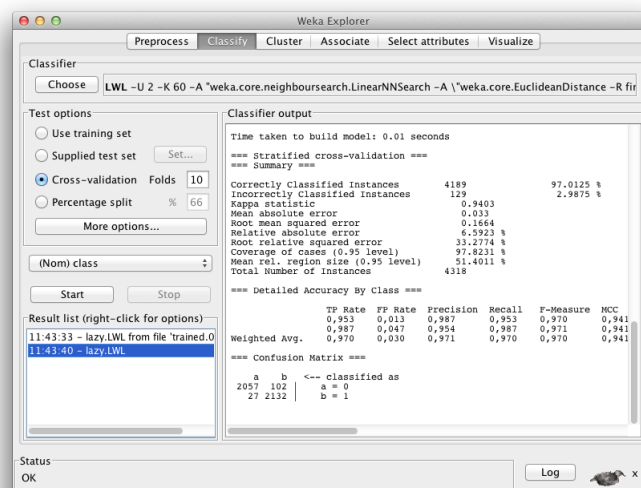 Weka Explorer
Preprocess Classify Cluster Associate Select attributes Visualize
Classifier
Choose LWL -U 2 -K 60 -A "weka.core.neighboursearch.LinearNNSearch -A \"weka.core.EuclideanDistance -R fir
Test options
Use training set
Supplied test set Set...
Cross-validation Folds 10
Percentage split % 66
More options...
(Nom) class
Start Stop
Result list (right-click for options)
11:43:33 - lazy.LWL from file 'trained.0
11:43:40 - lazy.LWL
Classifier output
Time taken to build model: 0.01 seconds
=== Stratified cross-validation ===
=== Summary ===
Correctly Classified Instances 4189 97.0125 %
Incorrectly Classified Instances 129 2.9875 %
Kappa statistic 0.9403
Mean absolute error 0.033
Root mean squared error 0.1664
Relative absolute error 6.5923 %
Root relative squared error 33.2774 %
Coverage of cases (0.95 level) 97.8231 %
Mean rel. region size (0.95 level) 51.4011 %
Total Number of Instances 4318
=== Detailed Accuracy By Class ===
TP Rate FP Rate Precision Recall F-Measure MCC
0,953 0,013 0,987 0,953 0,970 0,941
0,987 0,047 0,954 0,987 0,971 0,941
Weighted Avg. 0,970 0,030 0,971 0,970 0,970 0,941
=== Confusion Matrix ===
a b <-- classified as
2057 102 | a = 0
27 2132 | b = 1
Status
OK
Log
x